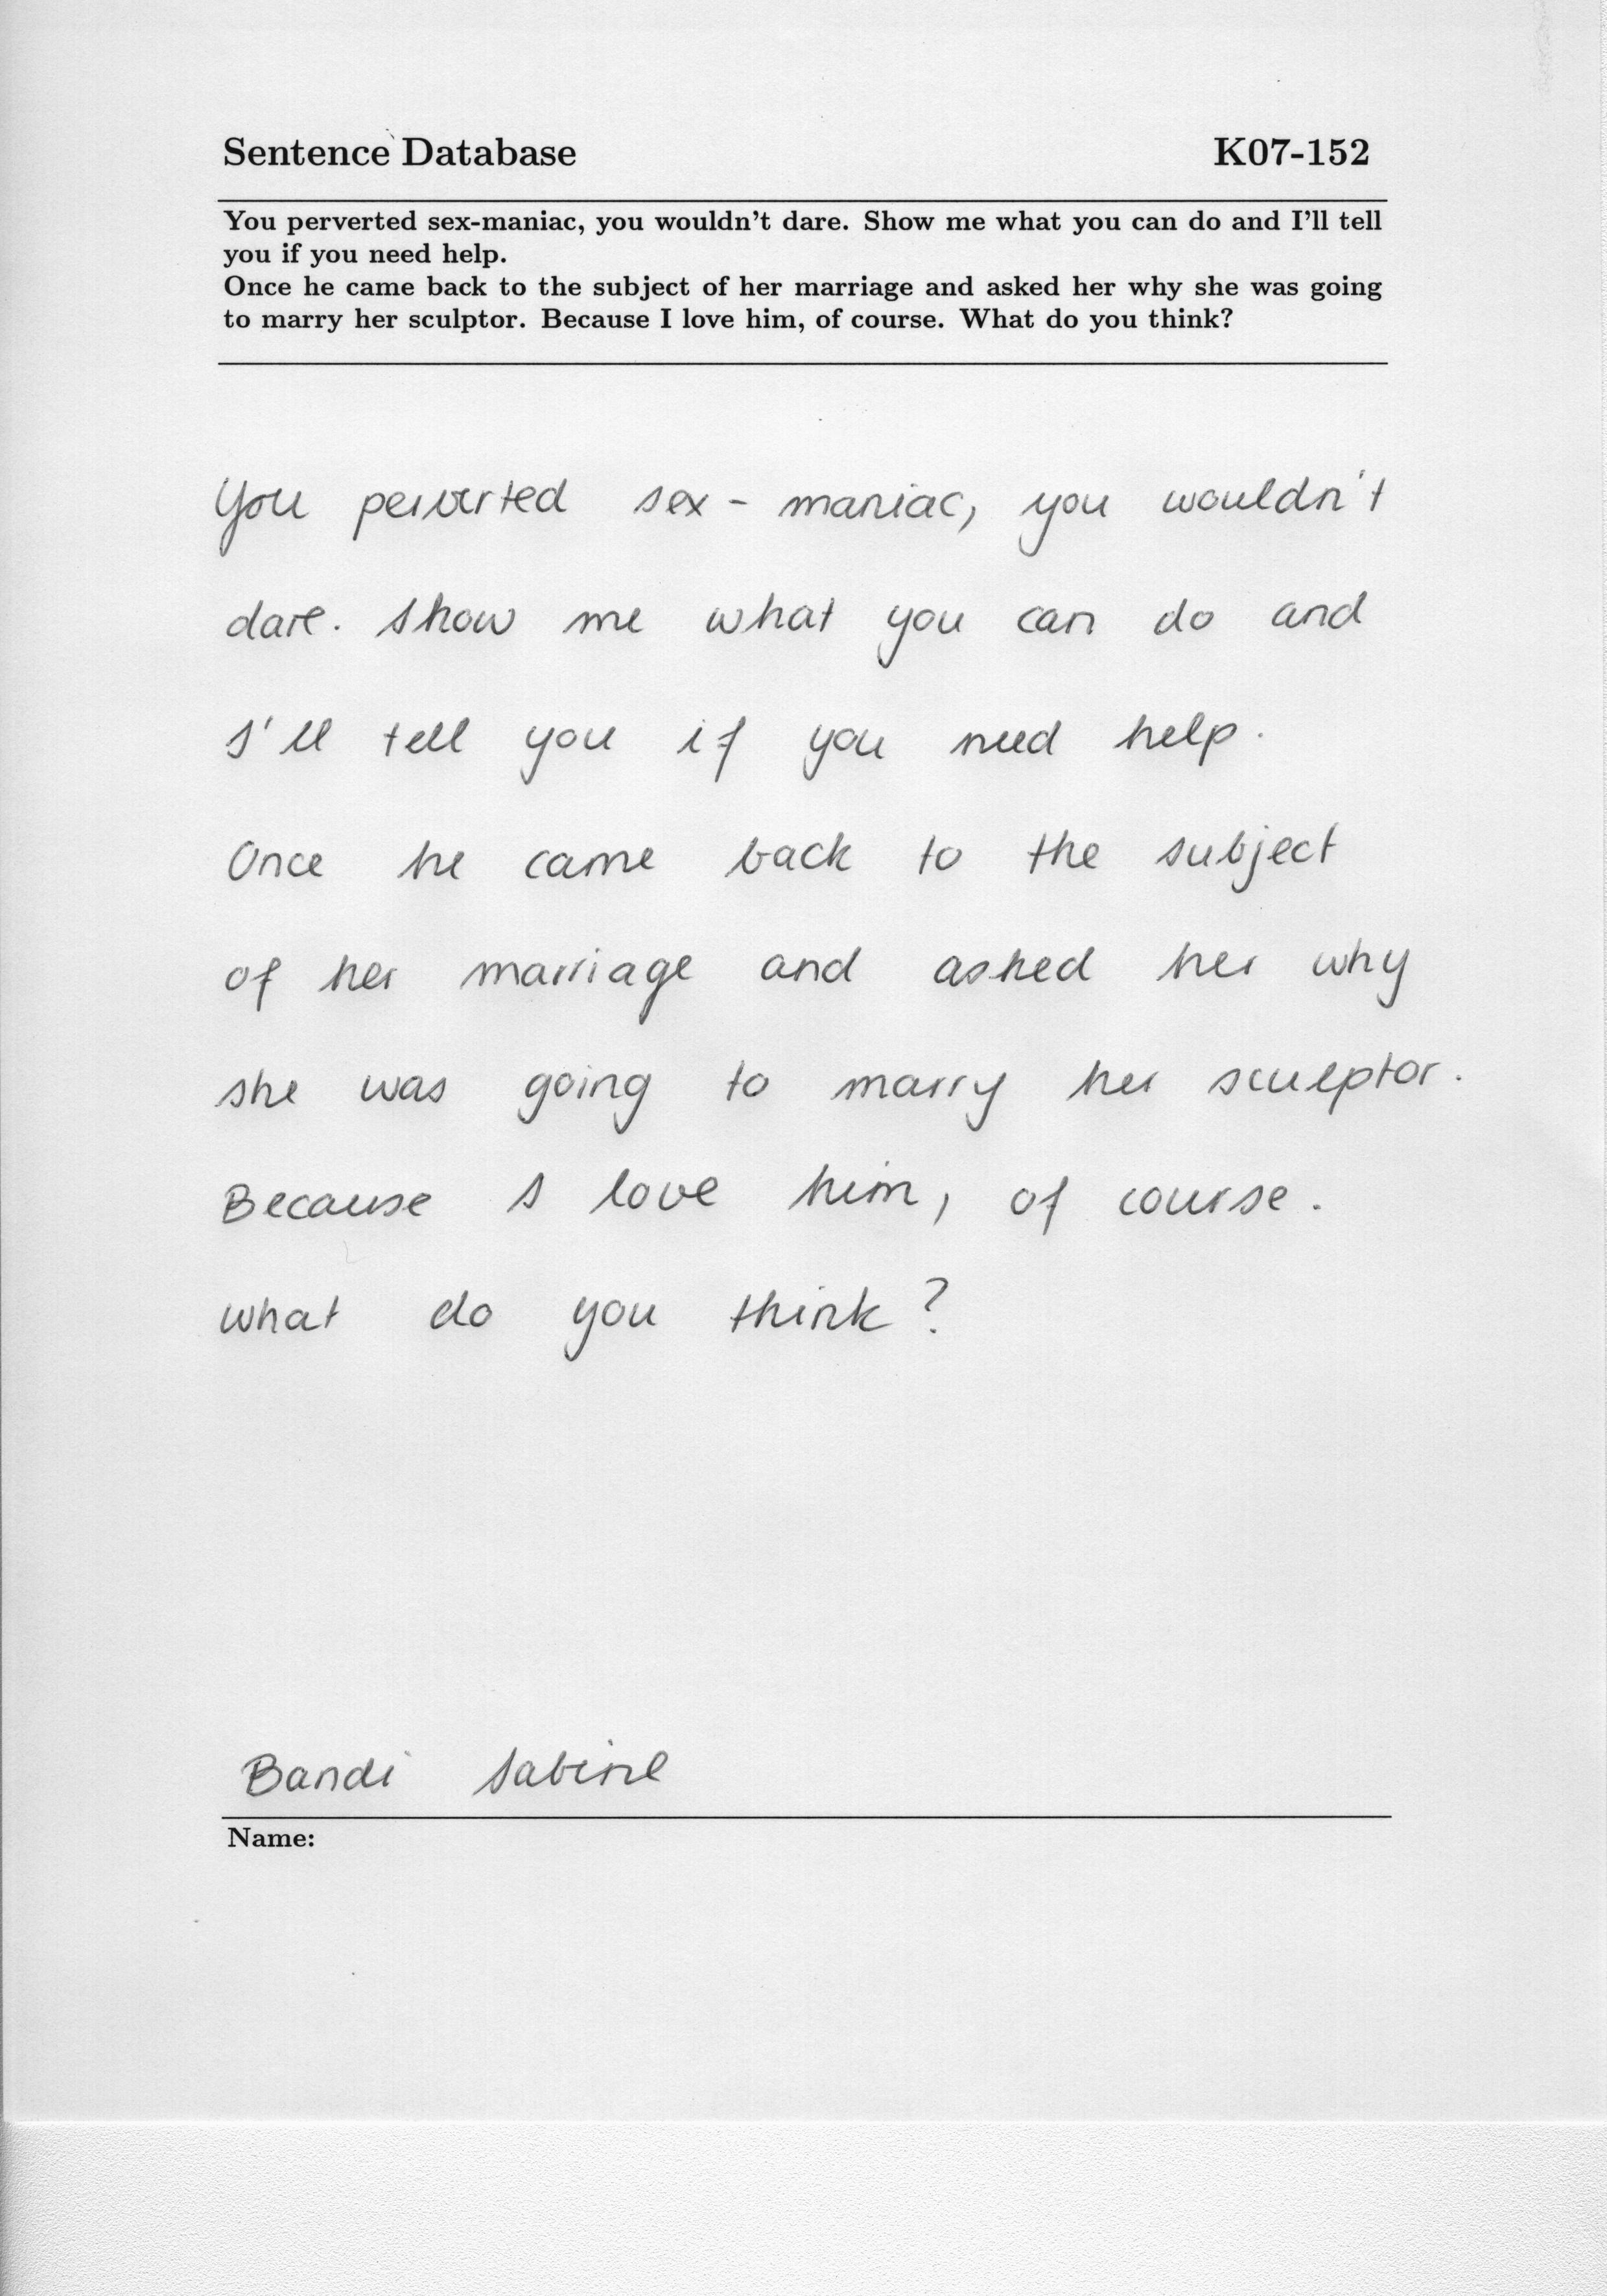 Sentence Database K07-152
You perverted sex-maniac, you wouldn't dare. Show me what you can do and I'll tell
you if you need help.
Once he came back to the subject of her marriage and asked her why she was going
to marry her sculptor. Because I love him, of course. What do you think?
You perverted sex - maniac, you wouldn't
dare. Show me what you can do and
I'll tell you if you need help.
Once he came back to the subject
of her marriage and asked her why
she was going to marry her sculptor.
Because I love him, of course.
What do you think?
Bandi Sabine
Name: